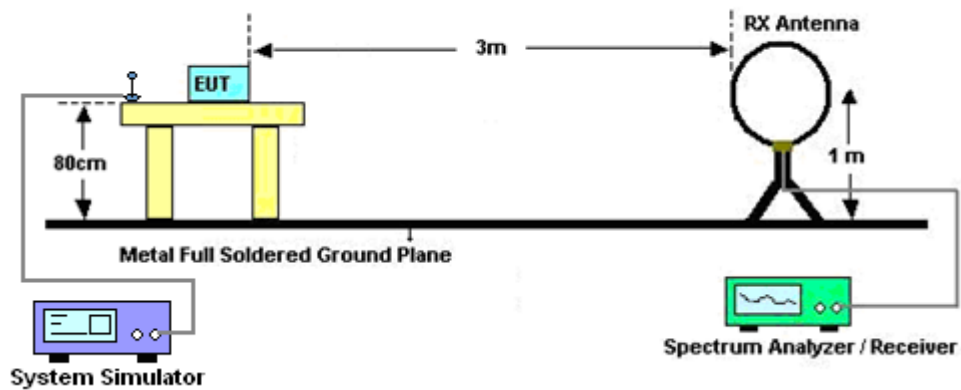 RX Antenna
3m
EUT
80cm
1 m
Metal Full Soldered Ground Plane
Spectrum Analyzer / Receiver
System Simulator